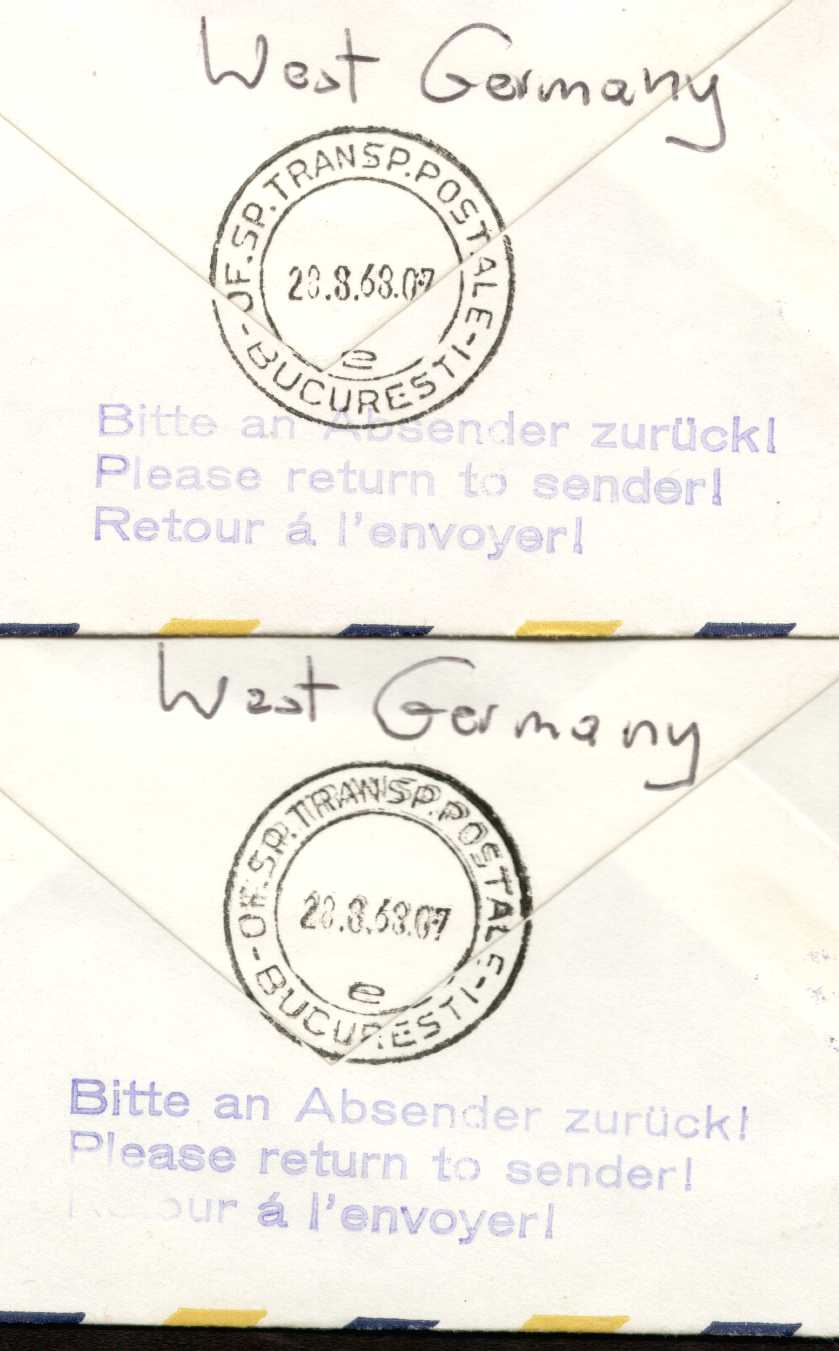 West Germany
OF.SP.TRANSP.POSTALE
28.8.68.07
e
-BUCURESTI-
Bitte an Absender zurück!
Please return to sender!
Retour á l'envoyer!
West Germany
OF.SP.TRANSP.POSTALE
28.8.68.07
e
-BUCURESTI-
Bitte an Absender zurück!
Please return to sender!
Retour á l'envoyer!